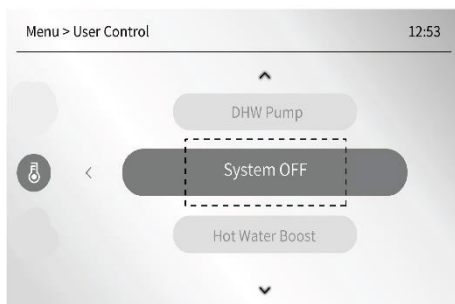 Menu > User Control 12:53
DHW Pump
System OFF
Hot Water Boost